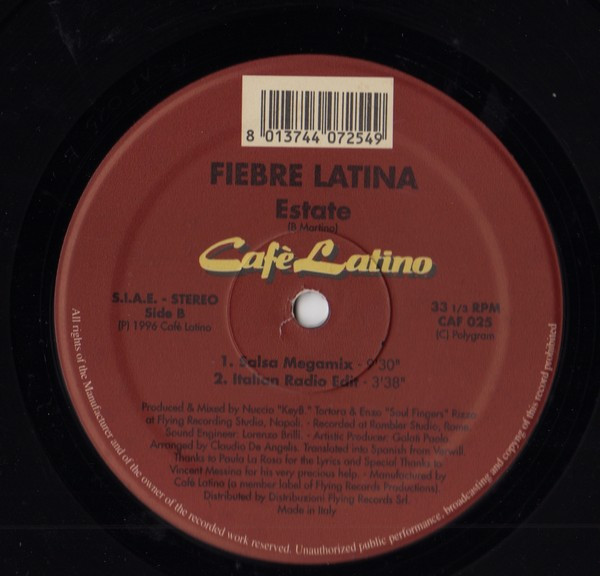 8 013744 072549
FIEBRE LATINA
Estate
(B Martino)
Cafè Latino
S.I.A.E. - STEREO
Side B
(P) 1996 Cafè Latino
33 1/3 RPM
CAF 025
(C) Polygram
1. Salsa Megamix - 9'30"
2. Italian Radio Edit - 3'38"
Produced & Mixed by Nuccio "KeyB." Tortora & Enzo "Soul Fingers" Rizzo
at Flying Recording Studio, Napoli. - Recorded at Rambler Studio, Rome.
Sound Engineer: Lorenzo Brilli. - Artistic Producer: Galati Paolo.
Arranged by Claudio De Angelis. Translated into Spanish from
Thanks to Paula La Rosa for the Lyrics and Special Thanks to
Vincent Messina for his very precious help. - Manufactured by
Cafè Latino (a member label of Flying Records Productions).
Distributed by Distribuzioni Flying Records Srl.
Made in Italy
All rights of the Manufacturer and of the owner of the recorded work reserved. Unauthorized public performance, broadcasting and copying of this record prohibited